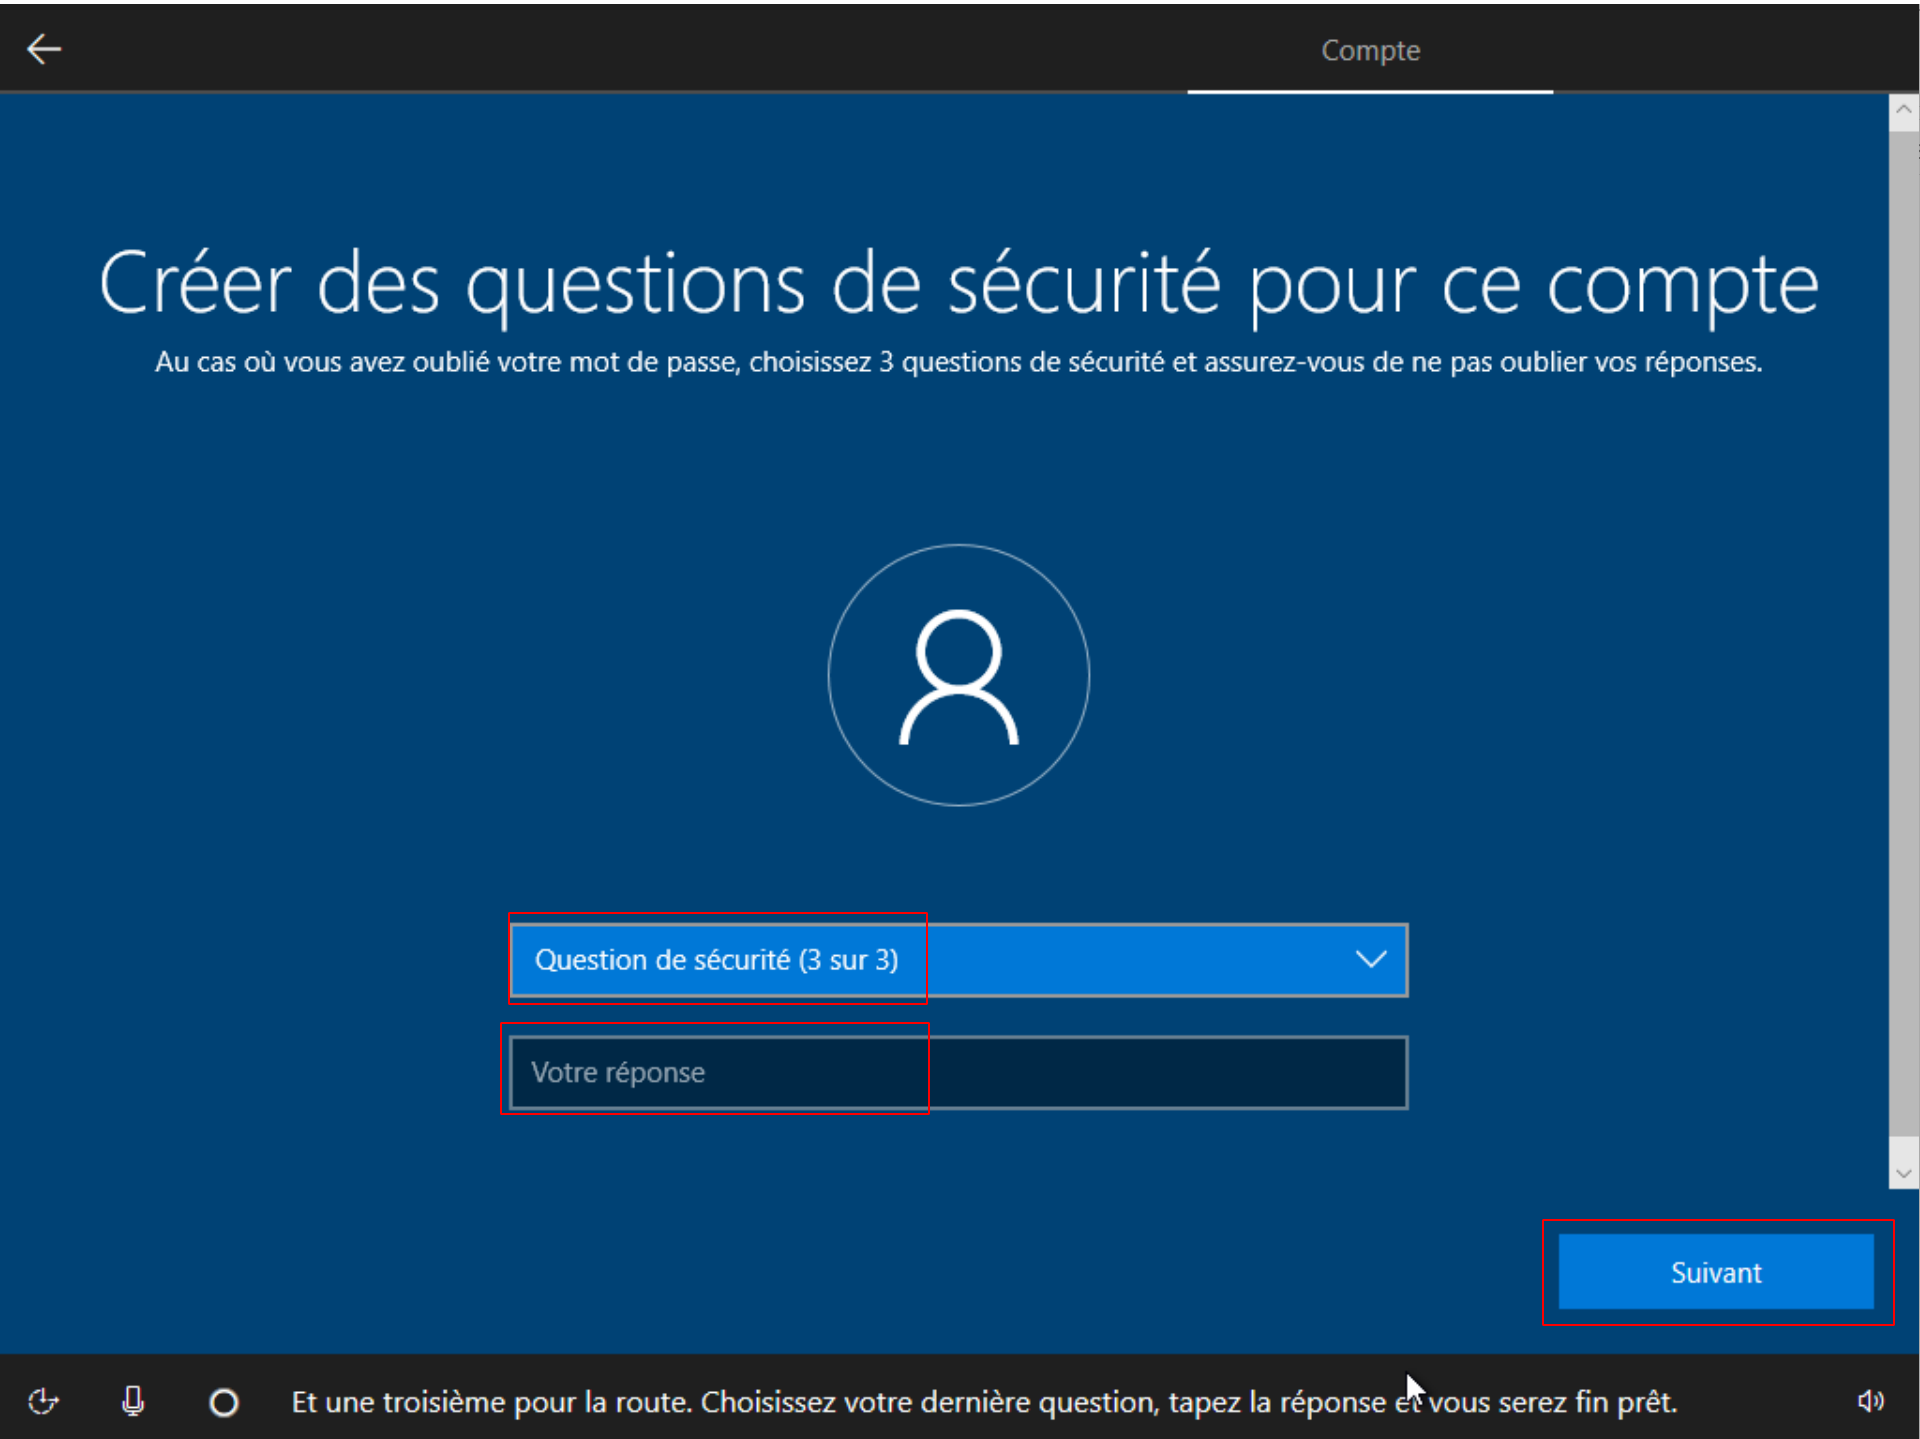 Compte
Créer des questions de sécurité pour ce compte
Au cas où vous avez oublié votre mot de passe, choisissez 3 questions de sécurité et assurez-vous de ne pas oublier vos réponses.
Question de sécurité (3 sur 3)
Votre réponse
Suivant
Et une troisième pour la route. Choisissez votre dernière question, tapez la réponse et vous serez fin prêt.